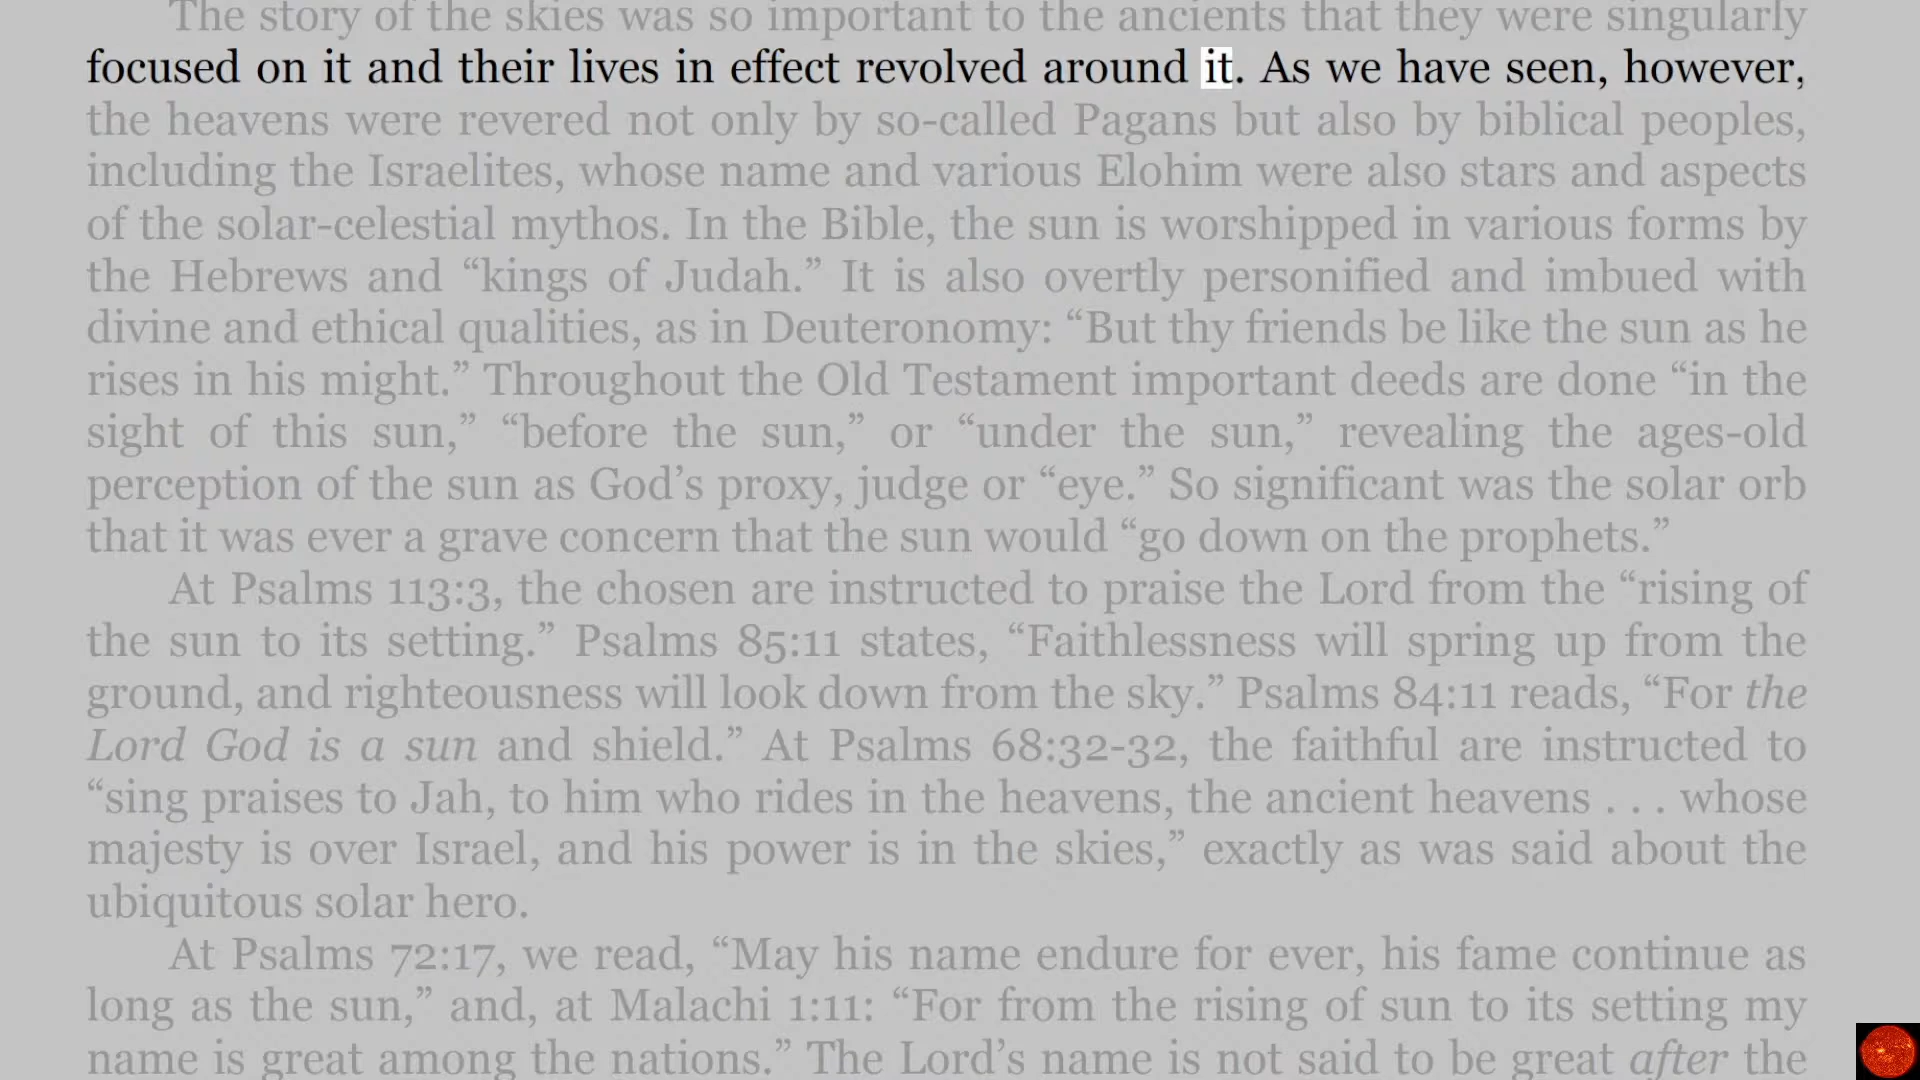 The story of the skies was so important to the ancients that they were singularly
focused on it and their lives in effect revolved around it. As we have seen, however,
the heavens were revered not only by so-called Pagans but also by biblical peoples,
including the Israelites, whose name and various Elohim were also stars and aspects
of the solar-celestial mythos. In the Bible, the sun is worshipped in various forms by
the Hebrews and “kings of Judah.” It is also overtly personified and imbued with
divine and ethical qualities, as in Deuteronomy: “But thy friends be like the sun as he
rises in his might.” Throughout the Old Testament important deeds are done “in the
sight of this sun,” “before the sun,” or “under the sun,” revealing the ages-old
perception of the sun as God’s proxy, judge or “eye.” So significant was the solar orb
that it was ever a grave concern that the sun would “go down on the prophets.”
At Psalms 113:3, the chosen are instructed to praise the Lord from the “rising of
the sun to its setting.” Psalms 85:11 states, “Faithlessness will spring up from the
ground, and righteousness will look down from the sky.” Psalms 84:11 reads, “For the
Lord God is a sun and shield.” At Psalms 68:32-32, the faithful are instructed to
“sing praises to Jah, to him who rides in the heavens, the ancient heavens . . . whose
majesty is over Israel, and his power is in the skies,” exactly as was said about the
ubiquitous solar hero.
At Psalms 72:17, we read, “May his name endure for ever, his fame continue as
long as the sun,” and, at Malachi 1:11: “For from the rising of sun to its setting my
name is great among the nations.” The Lord’s name is not said to be great after the